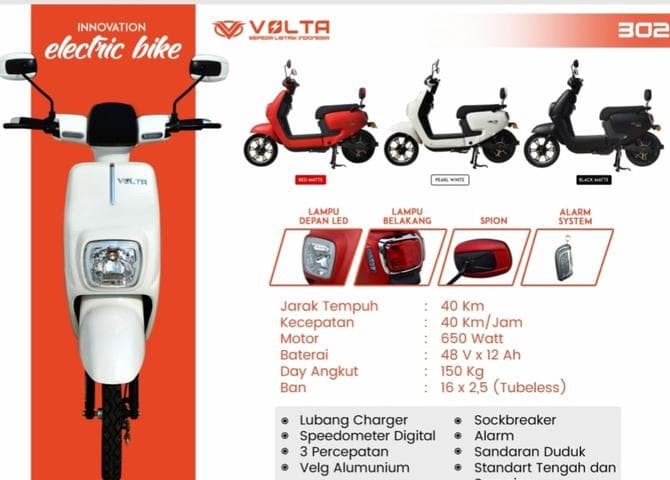 INNOVATION
electric bike
VOLTA
SEPEDA LISTRIK INDONESIA
302
VOLTA
RED MATTE
PEARL WHITE
BLACK MATTE
LAMPU DEPAN LED
LAMPU BELAKANG
SPION
ALARM SYSTEM
Jarak Tempuh : 40 Km
Kecepatan : 40 Km/Jam
Motor : 650 Watt
Baterai : 48 V x 12 Ah
Day Angkut : 150 Kg
Ban : 16 x 2,5 (Tubeless)
Lubang Charger
Speedometer Digital
3 Percepatan
Velg Alumunium
Sockbreaker
Alarm
Sandaran Duduk
Standart Tengah dan